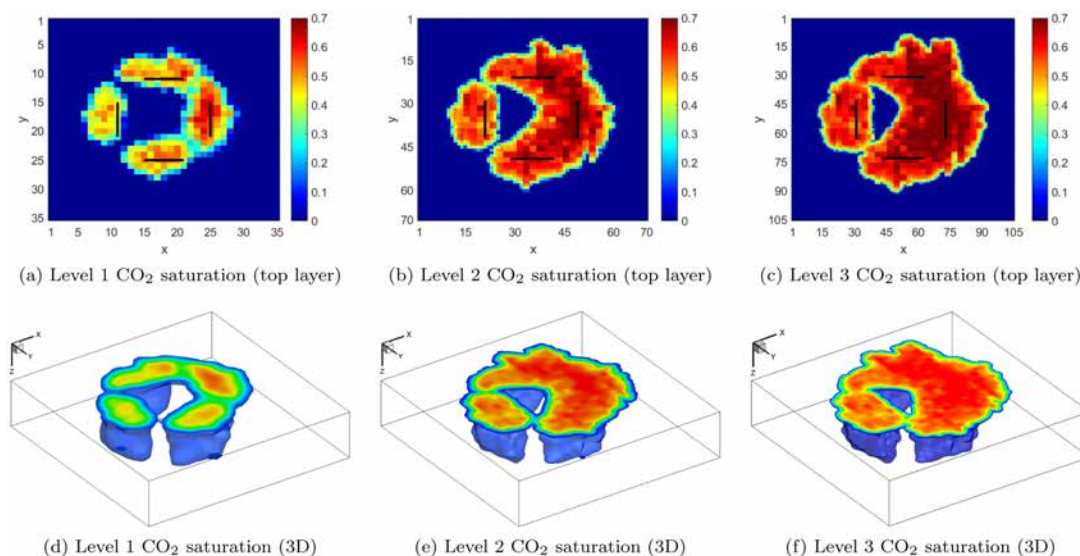 1
5
10
15
20
25
30
35
y
1 5 10 15 20 25 30 35
x
0.7
0.6
0.5
0.4
0.3
0.2
0.1
0
(a) Level 1 CO₂ saturation (top layer)
1
10
20
30
40
50
60
70
y
1 15 30 45 60 70
x
0.7
0.6
0.5
0.4
0.3
0.2
0.1
0
(b) Level 2 CO₂ saturation (top layer)
1
15
30
45
60
75
90
105
y
1 15 30 45 60 75 90 105
x
0.7
0.6
0.5
0.4
0.3
0.2
0.1
0
(c) Level 3 CO₂ saturation (top layer)
X
Y
Z
(d) Level 1 CO₂ saturation (3D)
X
Y
Z
(e) Level 2 CO₂ saturation (3D)
X
Y
Z
(f) Level 3 CO₂ saturation (3D)